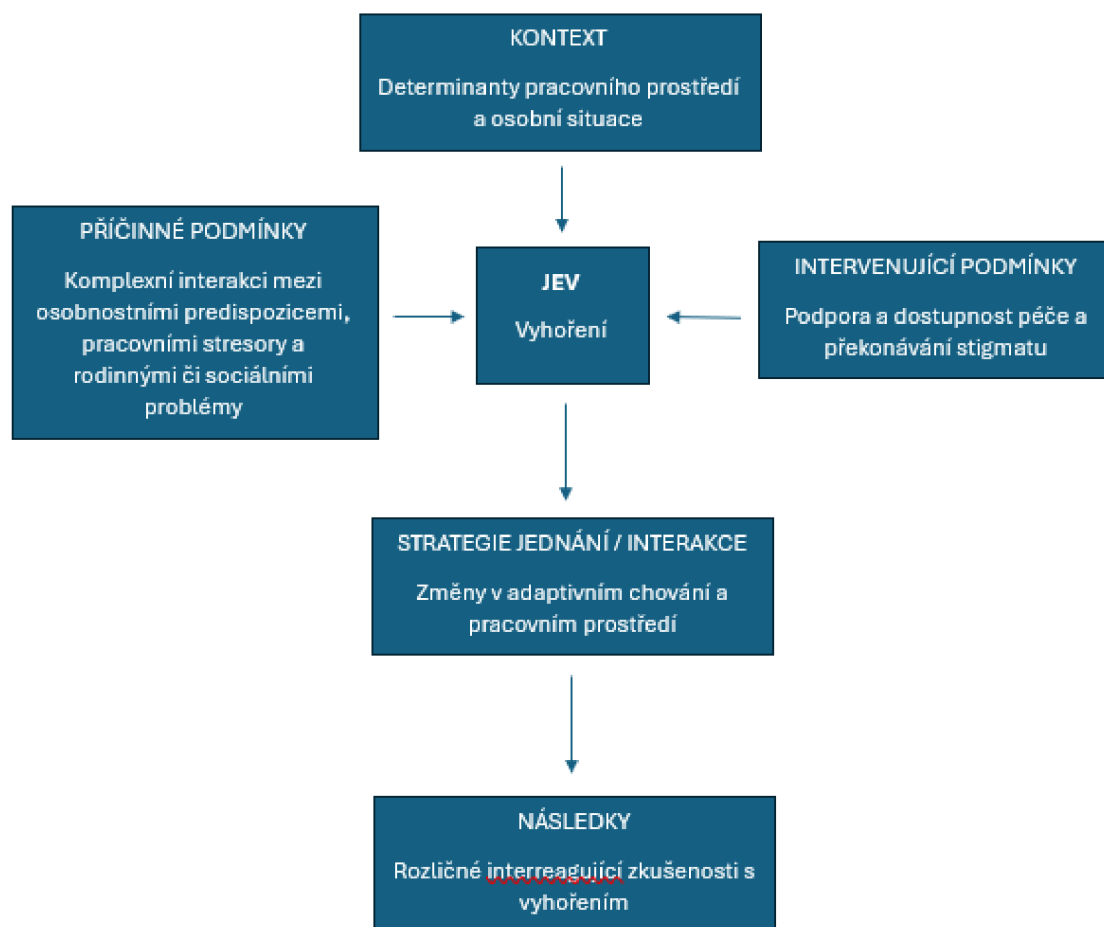 KONTEXT
Determinanty pracovního prostředí
a osobní situace
PŘÍČINNÉ PODMÍNKY
Komplexní interakci mezi
osobnostními predispozicemi,
pracovními stresory a
rodinnými či sociálními
problémy
JEV
Vyhoření
INTERVENUJÍCÍ PODMÍNKY
Podpora a dostupnost péče a
překonávání stigmatu
STRATEGIE JEDNÁNÍ / INTERAKCE
Změny v adaptivním chování a
pracovním prostředí
NÁSLEDKY
Rozličné interreagující zkušenosti s
vyhořením